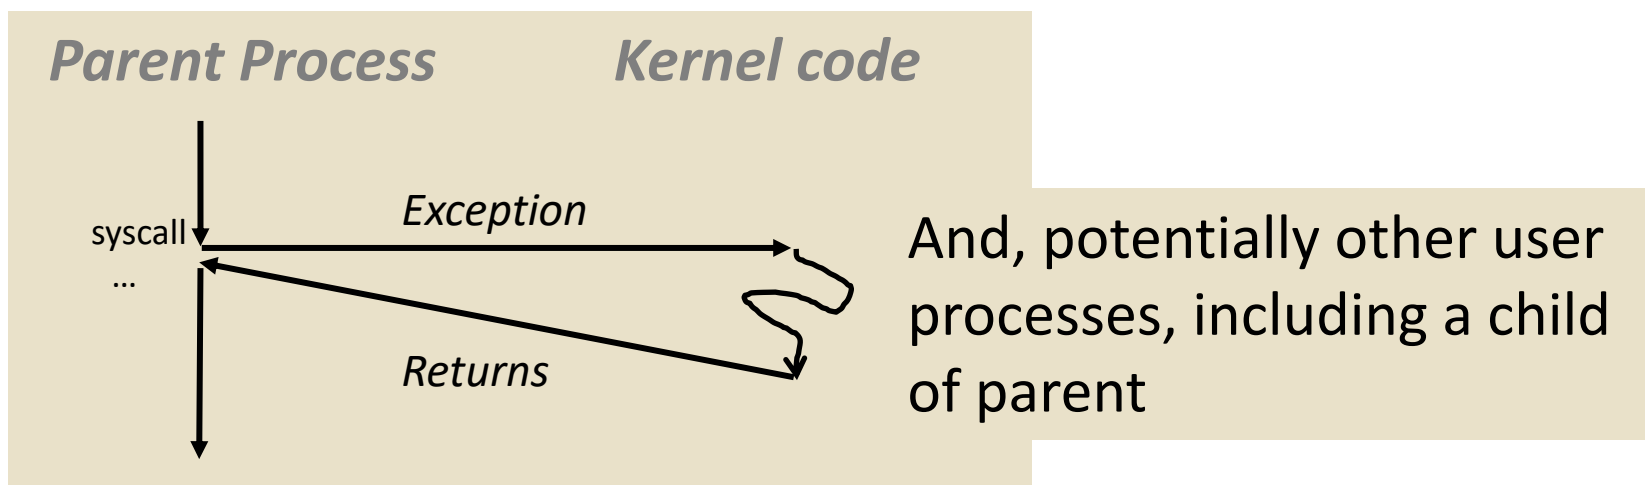 Parent Process
Kernel code
Exception
syscall
…
Returns
And, potentially other user
processes, including a child
of parent